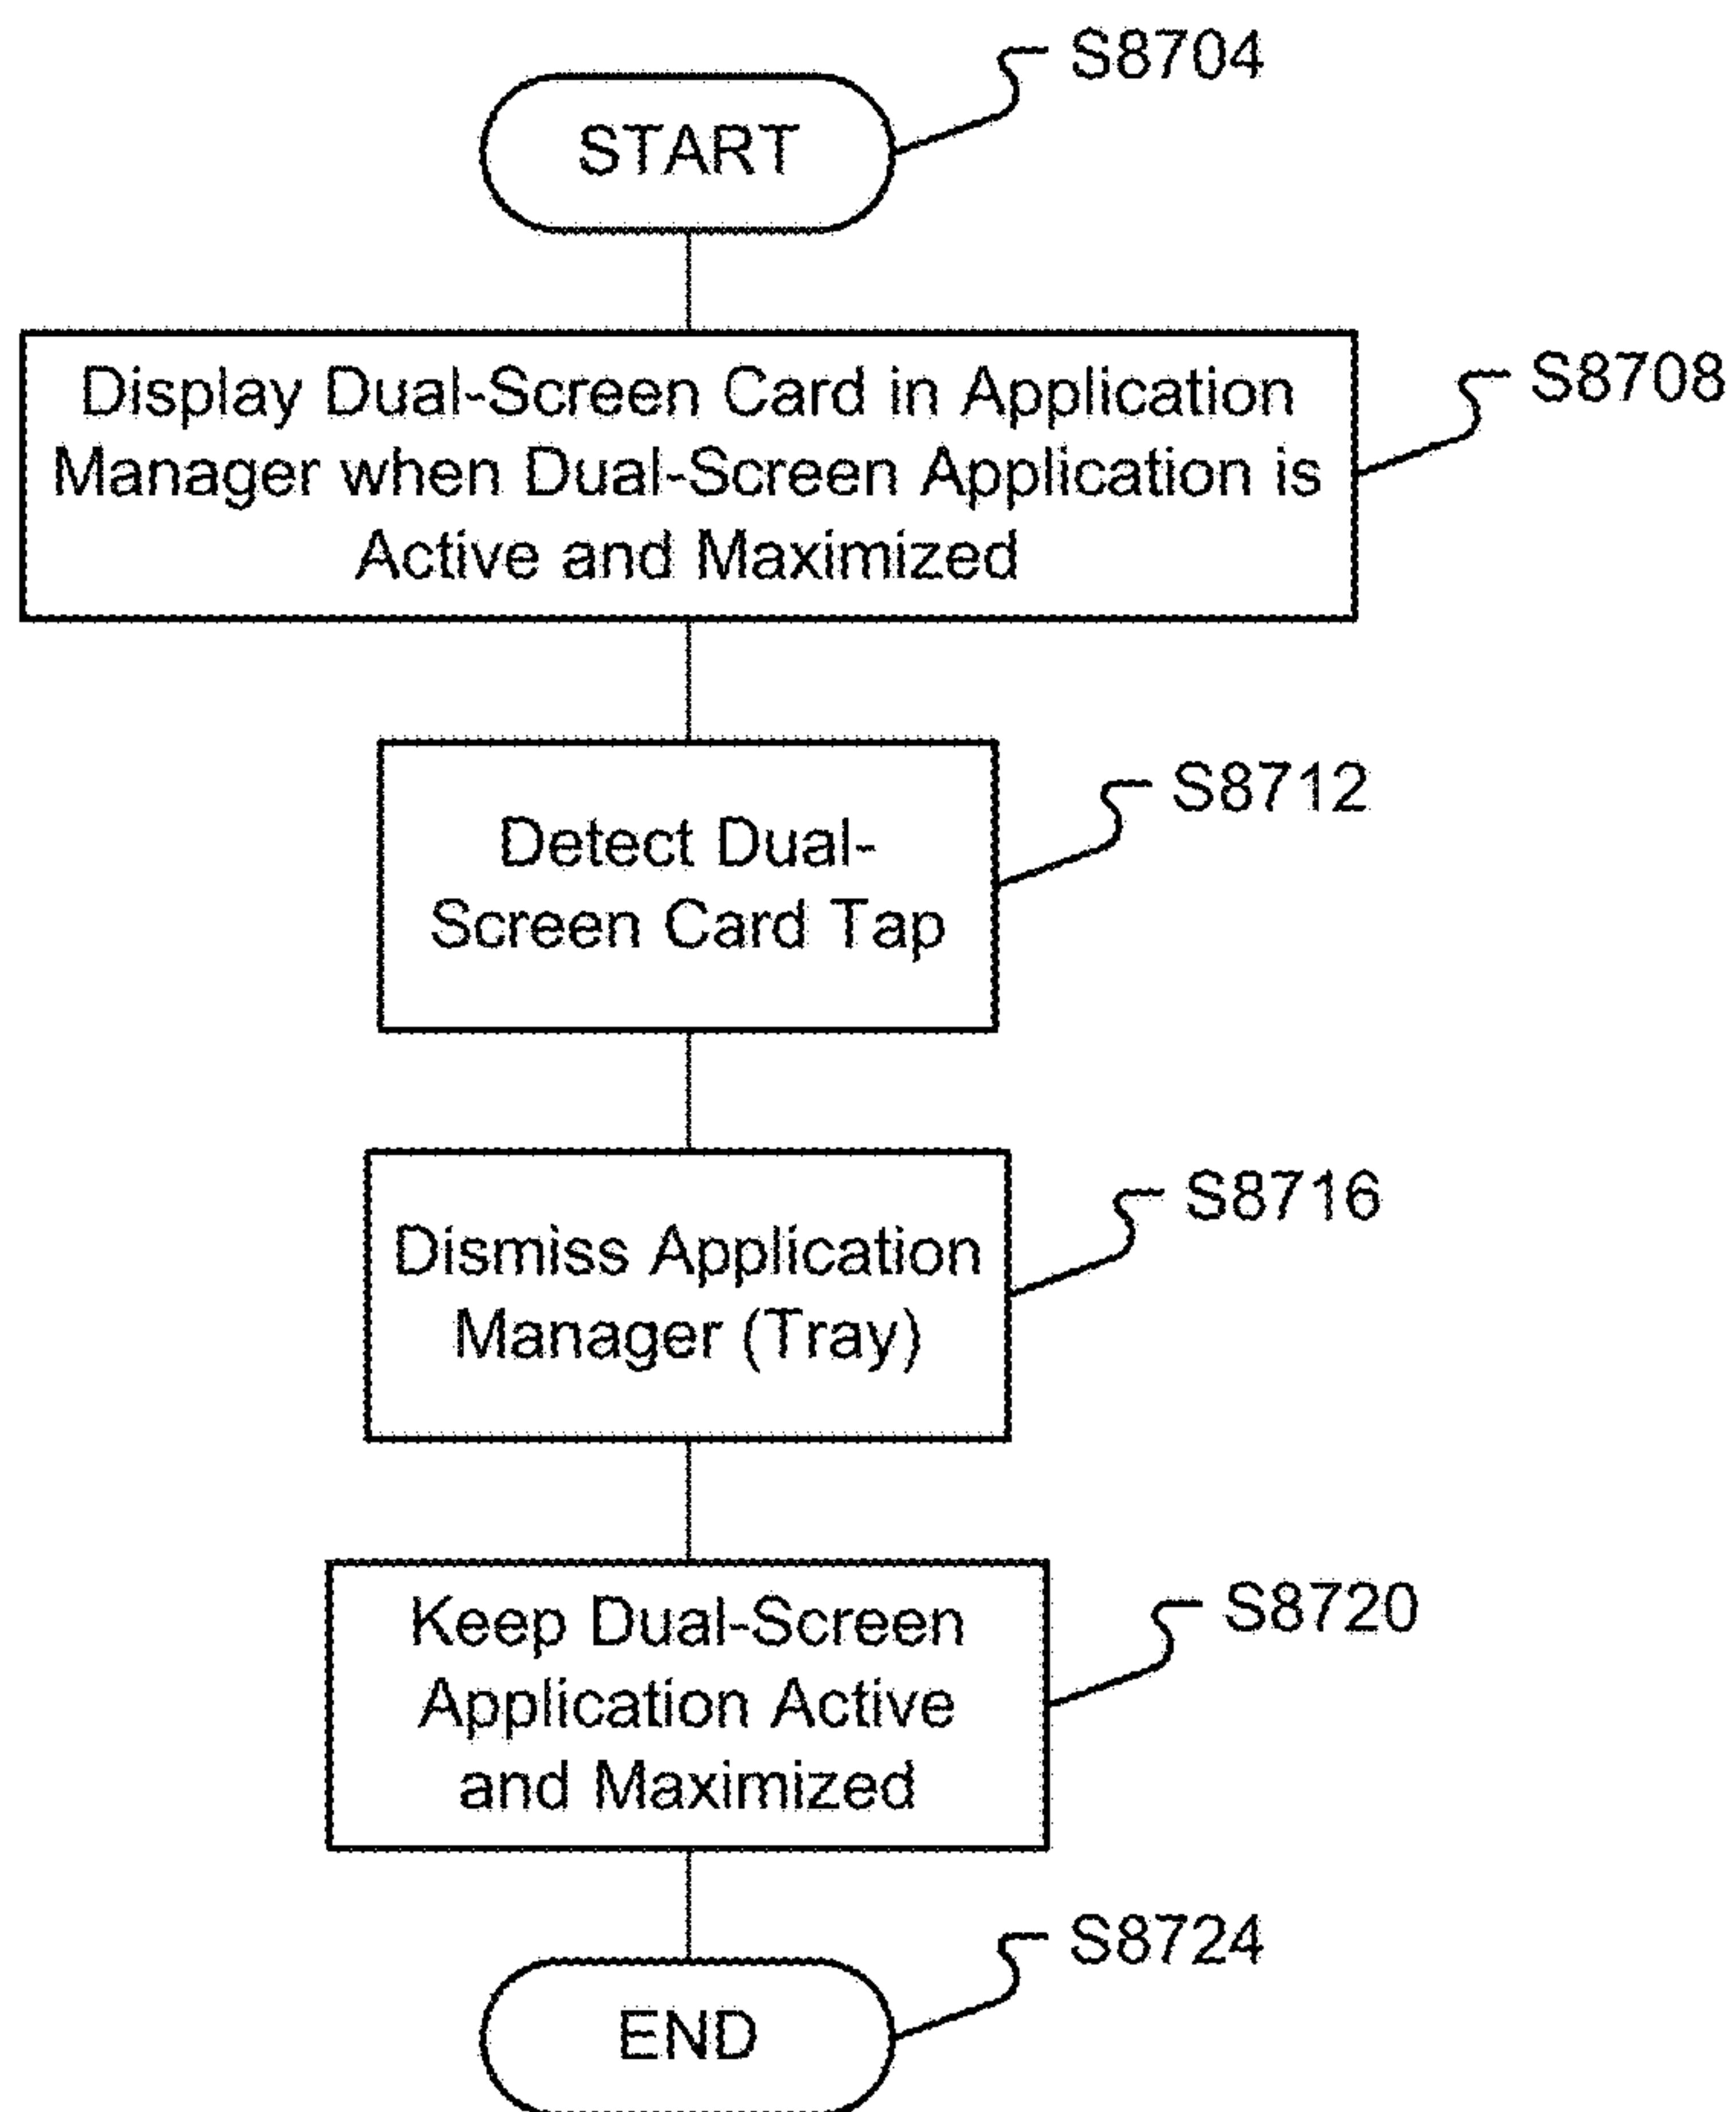 S8704
START
Display Dual-Screen Card in Application
Manager when Dual-Screen Application is
Active and Maximized
S8708
Detect Dual-
Screen Card Tap
S8712
Dismiss Application
Manager (Tray)
S8716
Keep Dual-Screen
Application Active
and Maximized
S8720
S8724
END